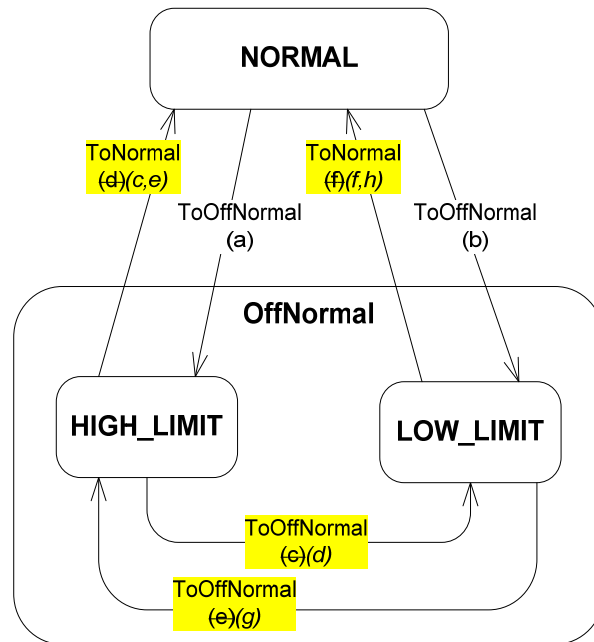 NORMAL
ToNormal
(d)(c,e)
ToNormal
(f)(f,h)
ToOffNormal
(a)
ToOffNormal
(b)
OffNormal
HIGH_LIMIT
LOW_LIMIT
ToOffNormal
(c)(d)
ToOffNormal
(e)(g)